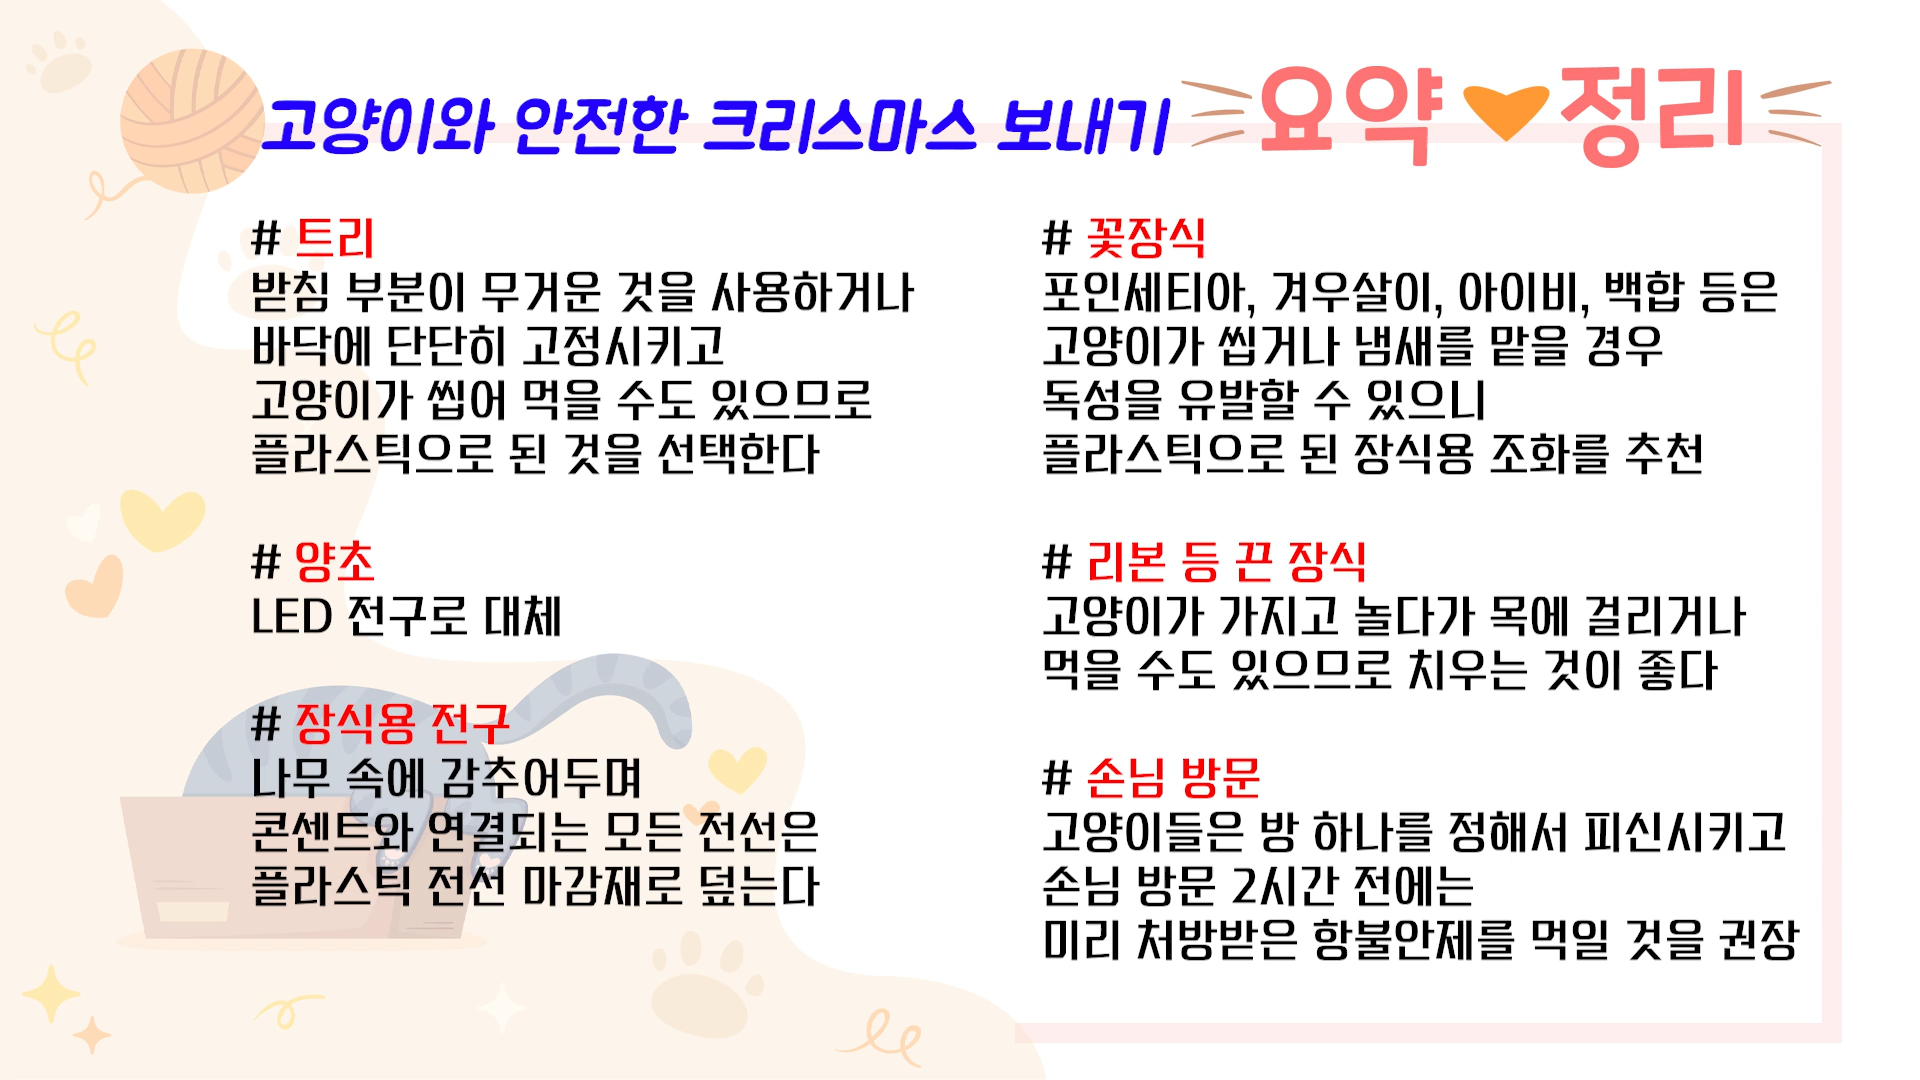 고양이와 안전한 크리스마스 보내기 요약 정리
# 트리
받침 부분이 무거운 것을 사용하거나
바닥에 단단히 고정시키고
고양이가 씹어 먹을 수도 있으므로
플라스틱으로 된 것을 선택한다
# 양초
LED 전구로 대체
# 장식용 전구
나무 속에 감추어두며
콘센트와 연결되는 모든 전선은
플라스틱 전선 마감재로 덮는다
# 꽃장식
포인세티아, 겨우살이, 아이비, 백합 등은
고양이가 씹거나 냄새를 맡을 경우
독성을 유발할 수 있으니
플라스틱으로 된 장식용 조화를 추천
# 리본 등 끈 장식
고양이가 가지고 놀다가 목에 걸리거나
먹을 수도 있으므로 치우는 것이 좋다
# 손님 방문
고양이들은 방 하나를 정해서 피신시키고
손님 방문 2시간 전에는
미리 처방받은 항불안제를 먹일 것을 권장